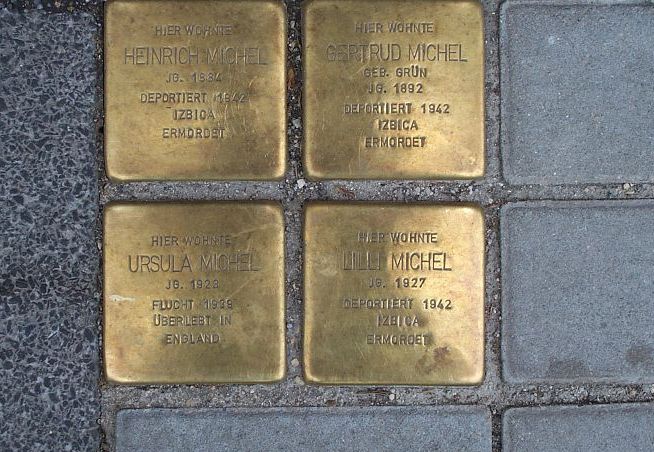 HIER WOHNTE
HEINRICH MICHEL
JG. 1884
DEPORTIERT 1942
IZBICA
ERMORDET
HIER WOHNTE
GERTRUD MICHEL
GEB. GRÜN
JG. 1892
DEPORTIERT 1942
IZBICA
ERMORDET
HIER WOHNTE
URSULA MICHEL
JG. 1923
FLUCHT 1939
ÜBERLEBT IN
ENGLAND
HIER WOHNTE
LILLI MICHEL
JG. 1927
DEPORTIERT 1942
IZBICA
ERMORDET